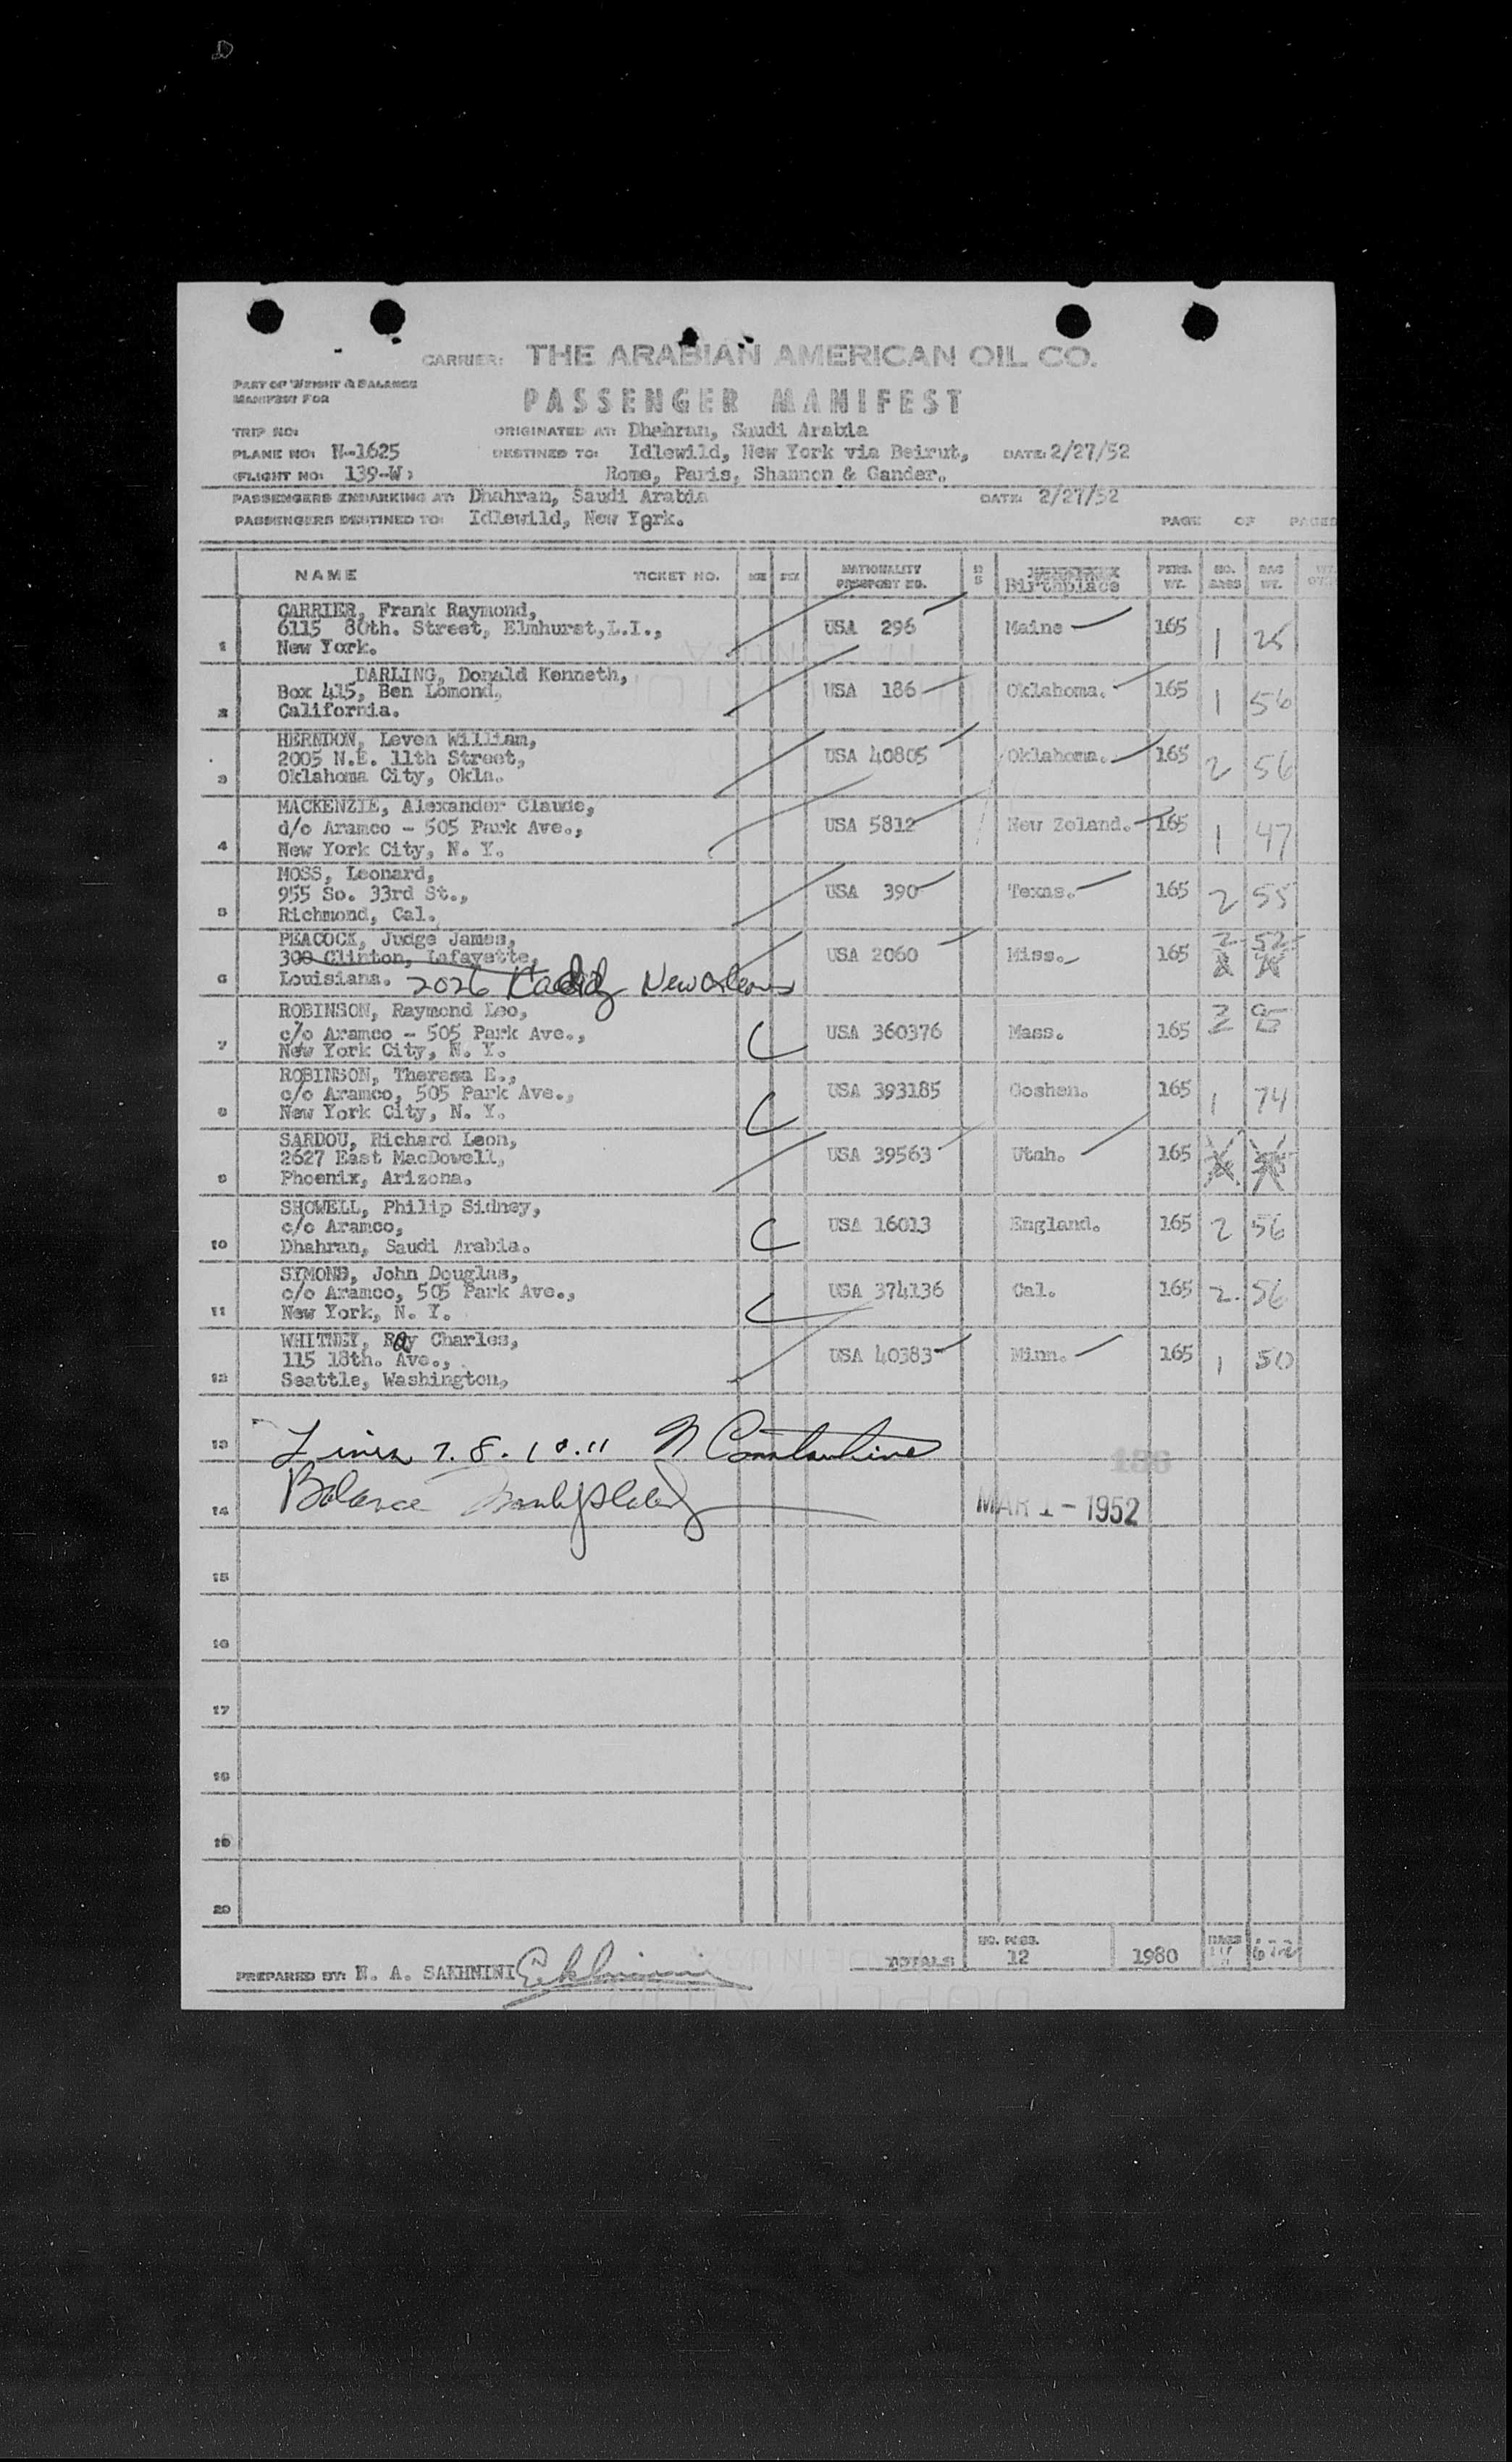 CARRIER: THE ARABIAN AMERICAN OIL CO.
PART OF WEIGHT & BALANCE
MANIFEST FOR
PASSENGER MANIFEST
TRIP NO:
ORIGINATED AT: Dhahran, Saudi Arabia
PLANE NO: N-1625
DESTINED TO: Idlewild, New York via Beirut, DATE: 2/27/52
(FLIGHT NO: 139-W)
Rome, Paris, Shannon & Gander.
PASSENGERS EMBARKING AT: Dhahran, Saudi Arabia DATE: 2/27/52
PASSENGERS DESTINED TO: Idlewild, New York. PAGE OF PAGES
NAME TICKET NO. AGE SEX NATIONALITY PASSPORT NO. Birthplace PERS. WT. NO. BAGS BAG WT.
CARRIER, Frank Raymond,
6115 80th. Street, Elmhurst, L.I., USA 296 Maine 165
1 New York. 1 25
DARLING, Donald Kenneth,
Box 415, Ben Lomond, USA 186 Oklahoma. 165
2 California. 1 56
HERNDON, Leven William,
2005 N.E. 11th Street, USA 40805 Oklahoma. 165
3 Oklahoma City, Okla. 2 56
MACKENZIE, Alexander Claude,
d/o Aramco - 505 Park Ave., USA 5812 New Zeland. 165
4 New York City, N. Y. 1 47
MOSS, Leonard,
955 So. 33rd St., USA 390 Texas. 165
5 Richmond, Cal. 2 55
PEACOCK, Judge James, 2 52
300 Clinton, Lafayette, USA 2060 Miss. 165
6 Louisiana. 2026 New Orleans
ROBINSON, Raymond Leo,
c/o Aramco - 505 Park Ave., USA 360376 Mass. 165
7 New York City, N. Y.
ROBINSON, Theresa E.,
c/o Aramco, 505 Park Ave., USA 393185 Goshen. 165
8 New York City, N. Y. 1 74
SARDOU, Richard Leon,
2627 East MacDowell, USA 39563 Utah. 165
9 Phoenix, Arizona.
SHOWELL, Philip Sidney,
c/o Aramco, USA 16013 England. 165 2 56
10 Dhahran, Saudi Arabia.
SYMONS, John Douglas,
c/o Aramco, 505 Park Ave., USA 374136 Cal. 165 2 56
11 New York, N. Y.
WHITNEY, Ray Charles,
115 18th. Ave., USA 40383 Minn. 165 1 50
12 Seattle, Washington,
13 Lines 7.8.10.11 N Constantine
14 Balance
MAR 1 - 1952
15
16
17
18
19
20
NO. PASS. BAGS
TOTALS: 12 1980
PREPARED BY: N. A. SAKHNINI